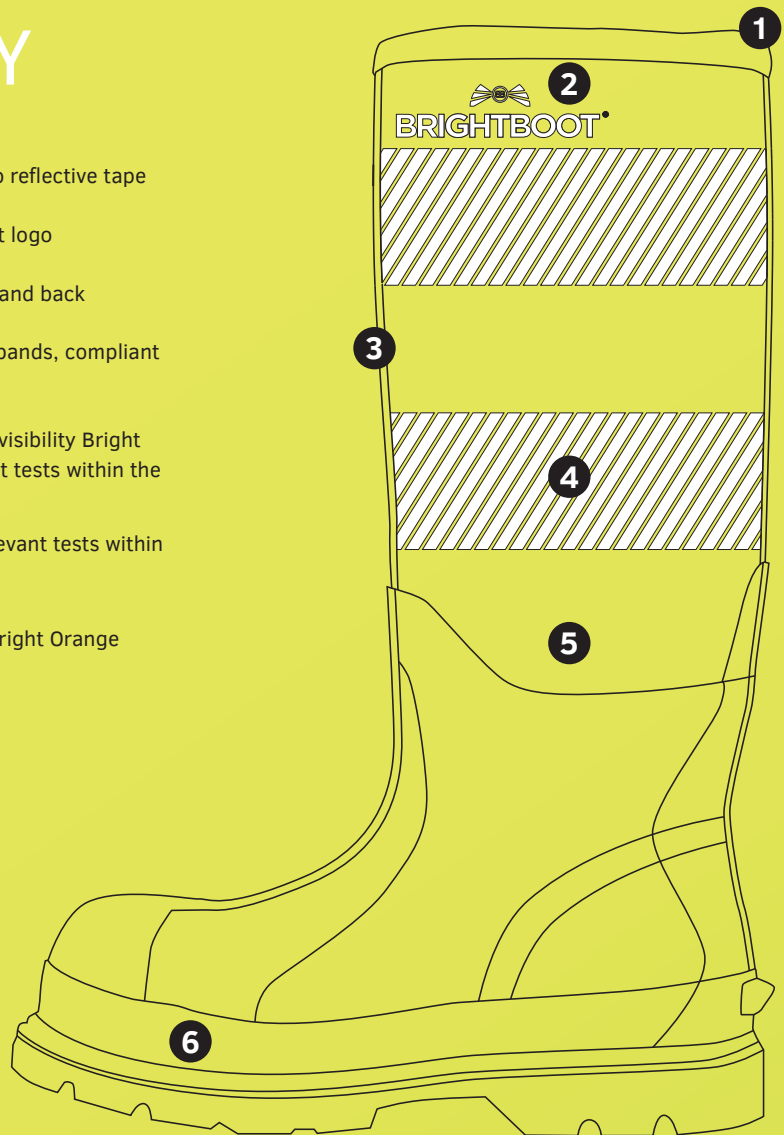 Y
reflective tape
t logo
and back
bands, compliant
visibility Bright
t tests within the
evant tests within
right Orange
1
2
BRIGHTBOOT
3
4
5
6